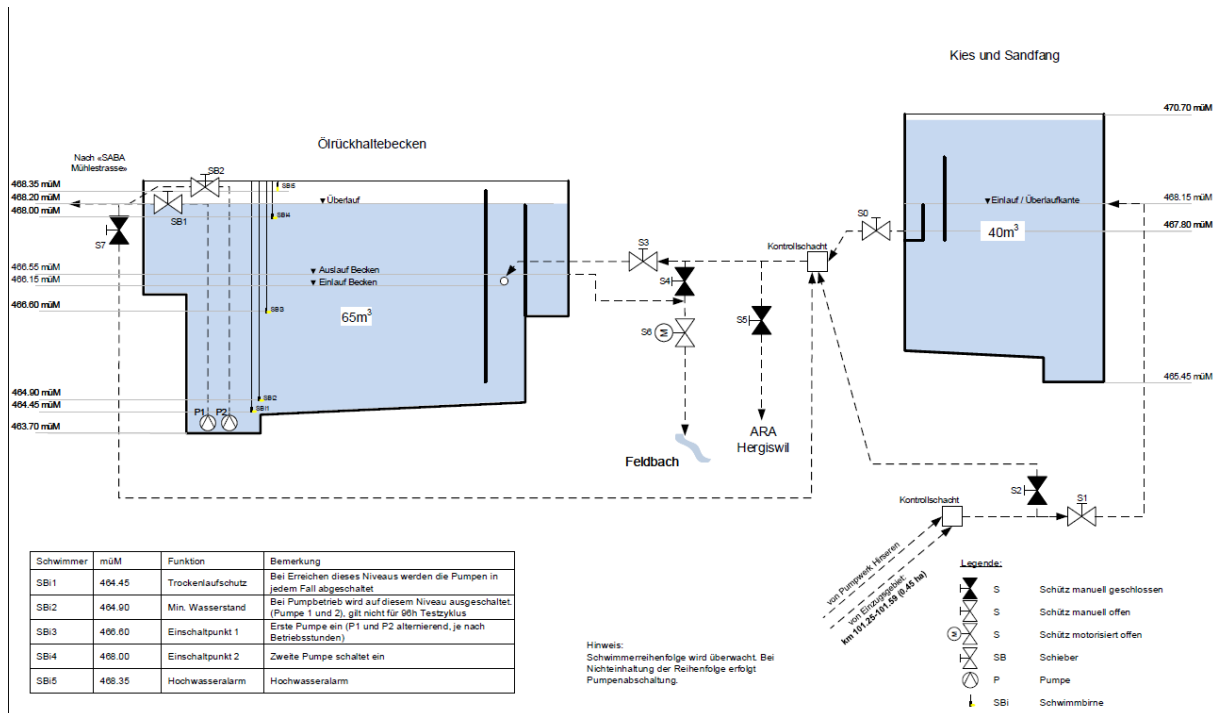 Kies und Sandfang
470.70 müM
Ölrückhaltebecken
Nach «SABA
Mühlestrasse»
SB2
468.35 müM
468.20 müM
468.00 müM
SBi5
SBi4
SB1
S7
Überlauf
Einlauf / Überlaufkante
468.15 müM
40m³
467.80 müM
S0
Kontrollschacht
S3
S4
S5
S6
M
466.55 müM
466.15 müM
466.60 müM
Auslauf Becken
Einlauf Becken
SBi3
65m³
465.45 müM
464.90 müM
464.45 müM
463.70 müM
P1
P2
SBi2
SBi1
Feldbach
ARA
Hergiswil
Kontrollschacht
S2
S1
von Pumpwerk Hirseren
von Einzugsgebiet:
km 101.25-101.59 (0.45 ha)
Schwimmer müM Funktion Bemerkung
SBi1 464.45 Trockenlaufschutz Bei Erreichen dieses Niveaus werden die Pumpen in
jedem Fall abgeschaltet
SBi2 464.90 Min. Wasserstand Bei Pumpbetrieb wird auf diesem Niveau ausgeschaltet.
(Pumpe 1 und 2), gilt nicht für 96h Testzyklus
SBi3 466.60 Einschaltpunkt 1 Erste Pumpe ein (P1 und P2 alternierend, je nach
Betriebsstunden)
SBi4 468.00 Einschaltpunkt 2 Zweite Pumpe schaltet ein
SBi5 468.35 Hochwasseralarm Hochwasseralarm
Hinweis:
Schwimmerreihenfolge wird überwacht. Bei
Nichteinhaltung der Reihenfolge erfolgt
Pumpenabschaltung.
Legende:
S Schütz manuell geschlossen
S Schütz manuell offen
M S Schütz motorisiert offen
SB Schieber
P Pumpe
SBi Schwimmbirne